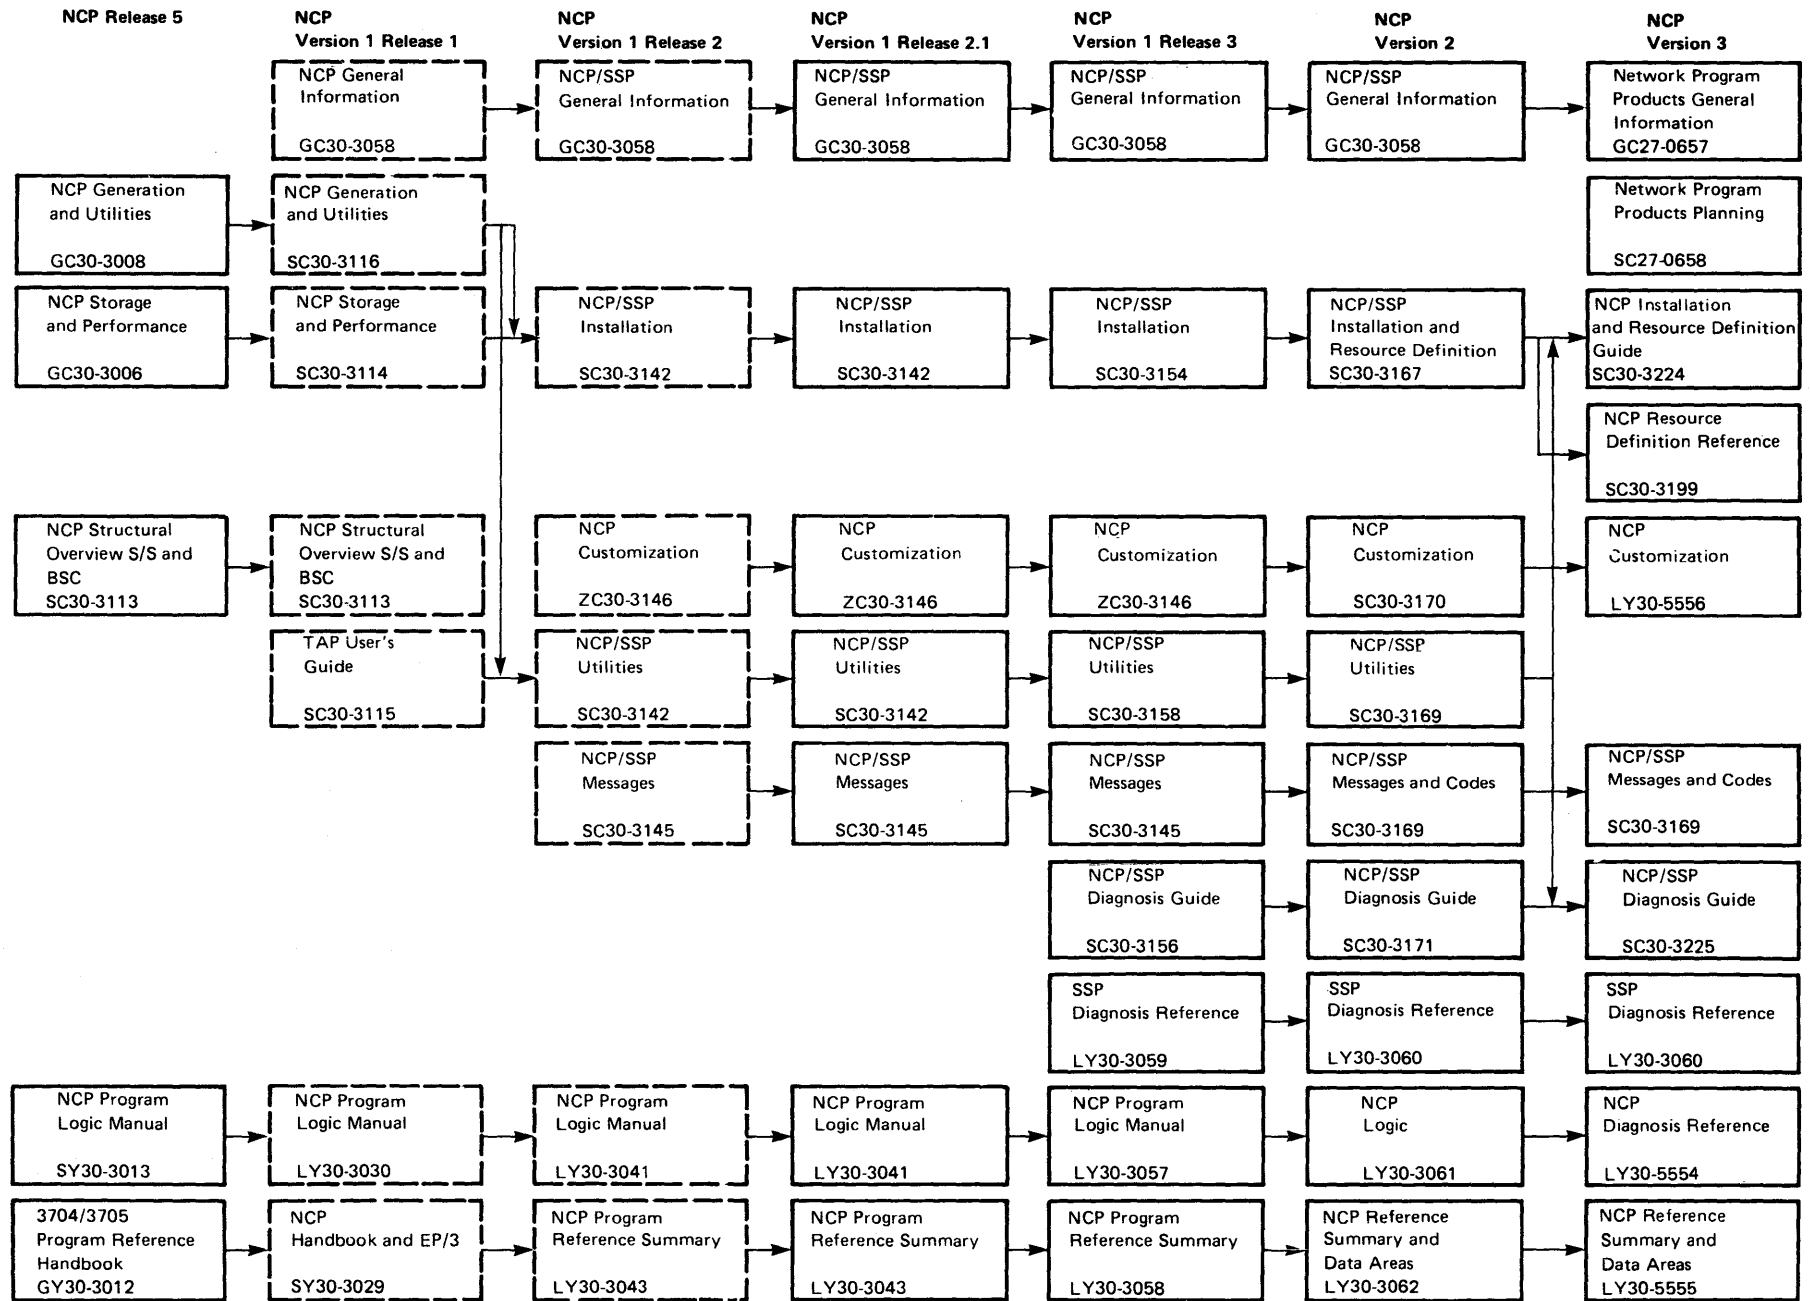 NCP Release 5
NCP
Version 1 Release 1
NCP
Version 1 Release 2
NCP
Version 1 Release 2.1
NCP
Version 1 Release 3
NCP
Version 2
NCP
Version 3
NCP General
Information
GC30-3058
NCP/SSP
General Information
GC30-3058
NCP/SSP
General Information
GC30-3058
NCP/SSP
General Information
GC30-3058
NCP/SSP
General Information
GC30-3058
Network Program
Products General
Information
GC27-0657
NCP Generation
and Utilities
GC30-3008
NCP Generation
and Utilities
SC30-3116
Network Program
Products Planning
SC27-0658
NCP Storage
and Performance
GC30-3006
NCP Storage
and Performance
SC30-3114
NCP/SSP
Installation
SC30-3142
NCP/SSP
Installation
SC30-3142
NCP/SSP
Installation
SC30-3154
NCP/SSP
Installation and
Resource Definition
SC30-3167
NCP Installation
and Resource Definition
Guide
SC30-3224
NCP Resource
Definition Reference
SC30-3199
NCP Structural
Overview S/S and
BSC
SC30-3113
NCP Structural
Overview S/S and
BSC
SC30-3113
NCP
Customization
ZC30-3146
NCP
Customization
ZC30-3146
NCP
Customization
ZC30-3146
NCP
Customization
SC30-3170
NCP
Customization
LY30-5556
TAP User's
Guide
SC30-3115
NCP/SSP
Utilities
SC30-3142
NCP/SSP
Utilities
SC30-3142
NCP/SSP
Utilities
SC30-3158
NCP/SSP
Utilities
SC30-3169
NCP/SSP
Messages
SC30-3145
NCP/SSP
Messages
SC30-3145
NCP/SSP
Messages
SC30-3145
NCP/SSP
Messages and Codes
SC30-3169
NCP/SSP
Messages and Codes
SC30-3169
NCP/SSP
Diagnosis Guide
SC30-3156
NCP/SSP
Diagnosis Guide
SC30-3171
NCP/SSP
Diagnosis Guide
SC30-3225
SSP
Diagnosis Reference
LY30-3059
SSP
Diagnosis Reference
LY30-3060
SSP
Diagnosis Reference
LY30-3060
NCP Program
Logic Manual
SY30-3013
NCP Program
Logic Manual
LY30-3030
NCP Program
Logic Manual
LY30-3041
NCP Program
Logic Manual
LY30-3041
NCP Program
Logic Manual
LY30-3057
NCP
Logic
LY30-3061
NCP
Diagnosis Reference
LY30-5554
3704/3705
Program Reference
Handbook
GY30-3012
NCP
Handbook and EP/3
SY30-3029
NCP Program
Reference Summary
LY30-3043
NCP Program
Reference Summary
LY30-3043
NCP Program
Reference Summary
LY30-3058
NCP Reference
Summary and
Data Areas
LY30-3062
NCP Reference
Summary and
Data Areas
LY30-5555